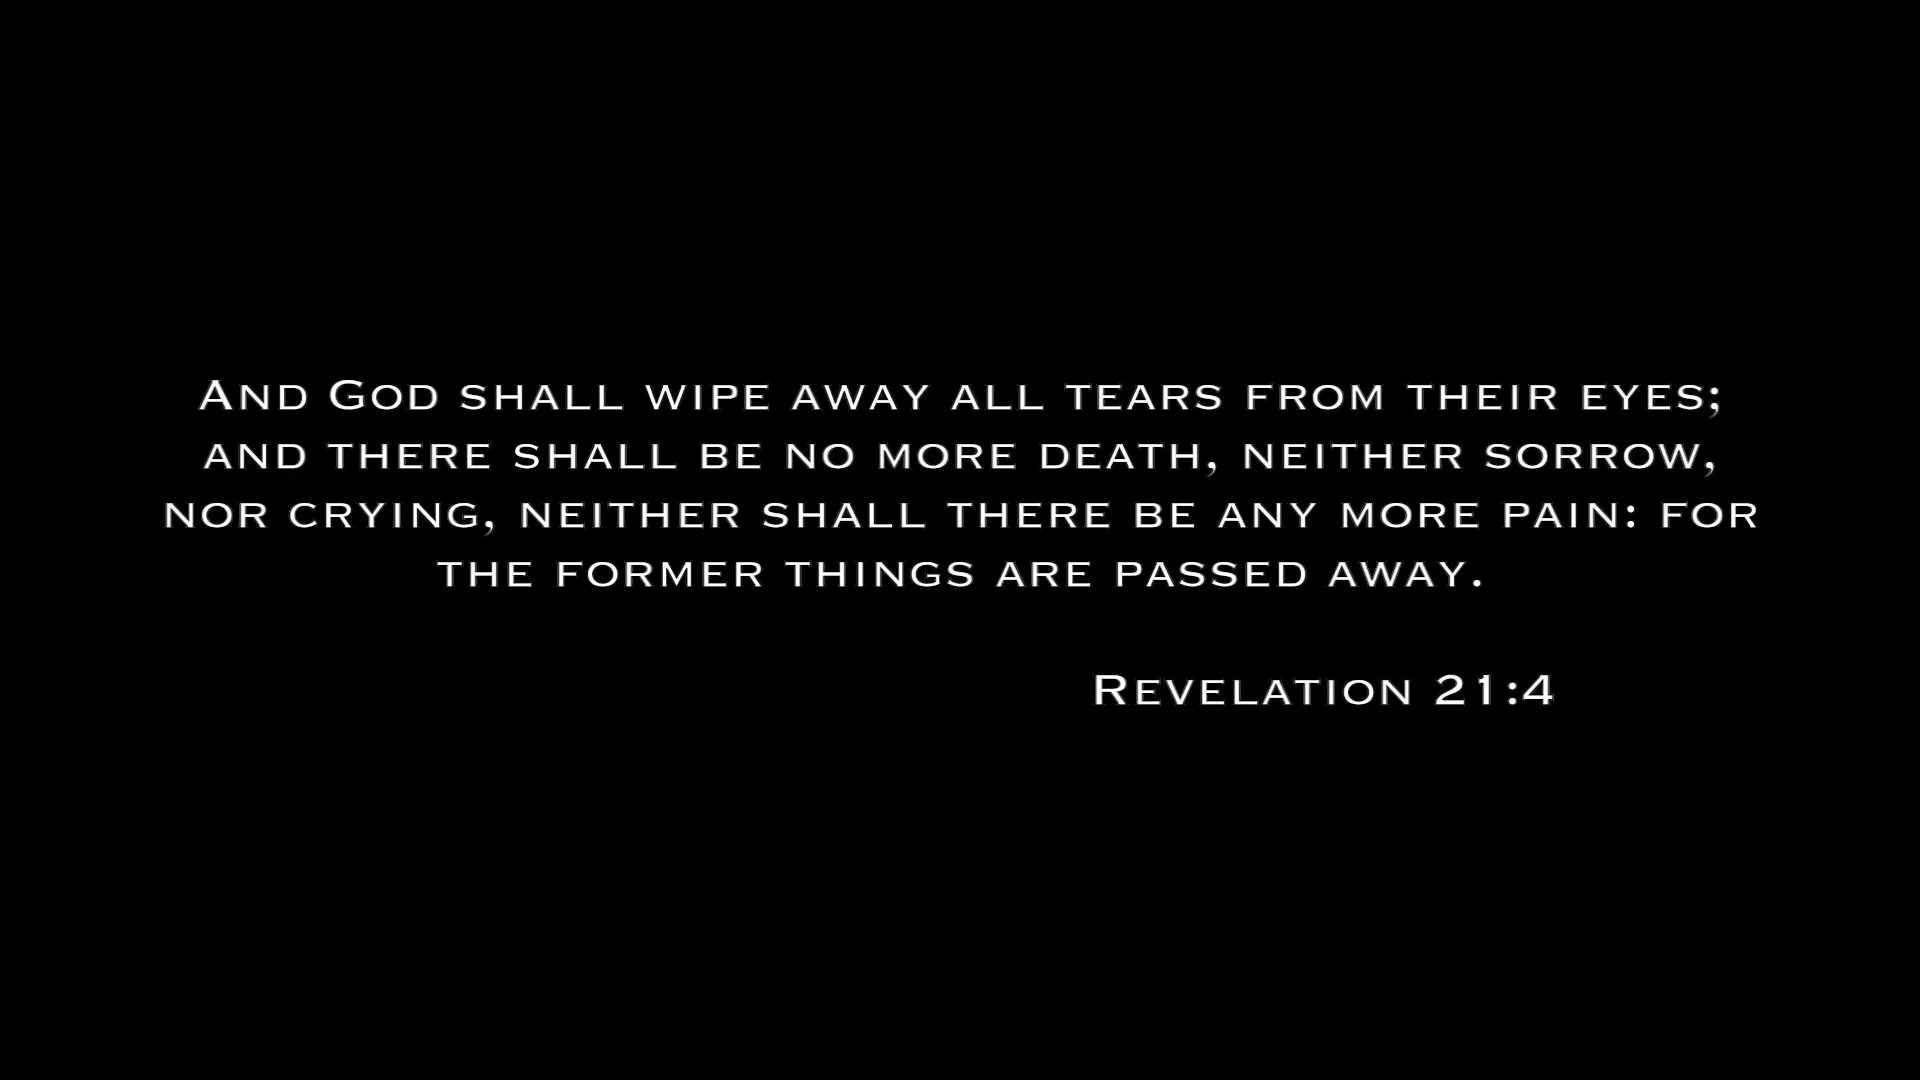 And God shall wipe away all tears from their eyes;
and there shall be no more death, neither sorrow,
nor crying, neither shall there be any more pain: for
the former things are passed away.
Revelation 21:4